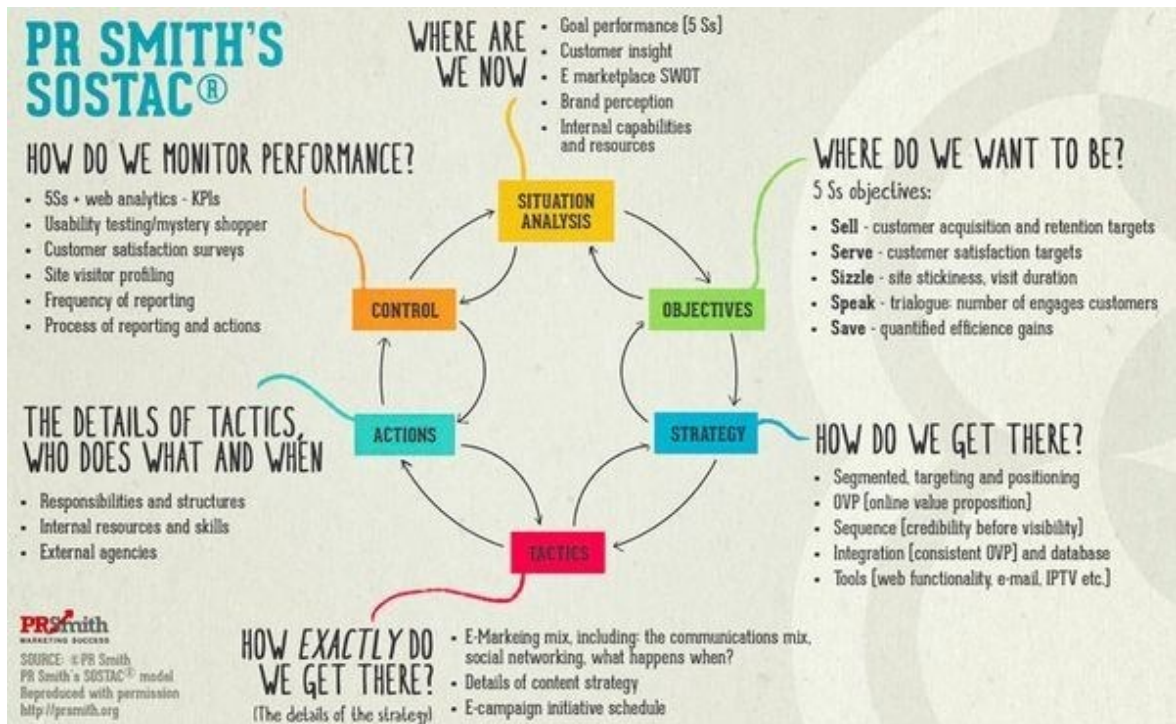 PR SMITH'S
SOSTAC®
WHERE ARE
WE NOW
• Goal performance [5 Ss]
• Customer insight
• E marketplace SWOT
• Brand perception
• Internal capabilities
and resources
SITUATION
ANALYSIS
WHERE DO WE WANT TO BE?
5 Ss objectives:
• Sell - customer acquisition and retention targets
• Serve - customer satisfaction targets
• Sizzle - site stickiness, visit duration
• Speak - trialogue: number of engages customers
• Save - quantified efficience gains
OBJECTIVES
HOW DO WE MONITOR PERFORMANCE?
• 5Ss + web analytics - KPIs
• Usability testing/mystery shopper
• Customer satisfaction surveys
• Site visitor profiling
• Frequency of reporting
• Process of reporting and actions
CONTROL
THE DETAILS OF TACTICS,
WHO DOES WHAT AND WHEN
• Responsibilities and structures
• Internal resources and skills
• External agencies
ACTIONS
STRATEGY
HOW DO WE GET THERE?
• Segmented, targeting and positioning
• OVP [online value proposition]
• Sequence [credibility before visibility]
• Integration [consistent OVP] and database
• Tools [web functionality, e-mail, IPTV etc.]
TACTICS
HOW EXACTLY DO
WE GET THERE?
[The details of the strategy]
• E-Markeing mix, including: the communications mix,
social networking, what happens when?
• Details of content strategy
• E-campaign initiative schedule
PRSmith
MARKETING SUCCESS
SOURCE: ©PR Smith
PR Smith's SOSTAC® model
Reproduced with permission
http://prsmith.org